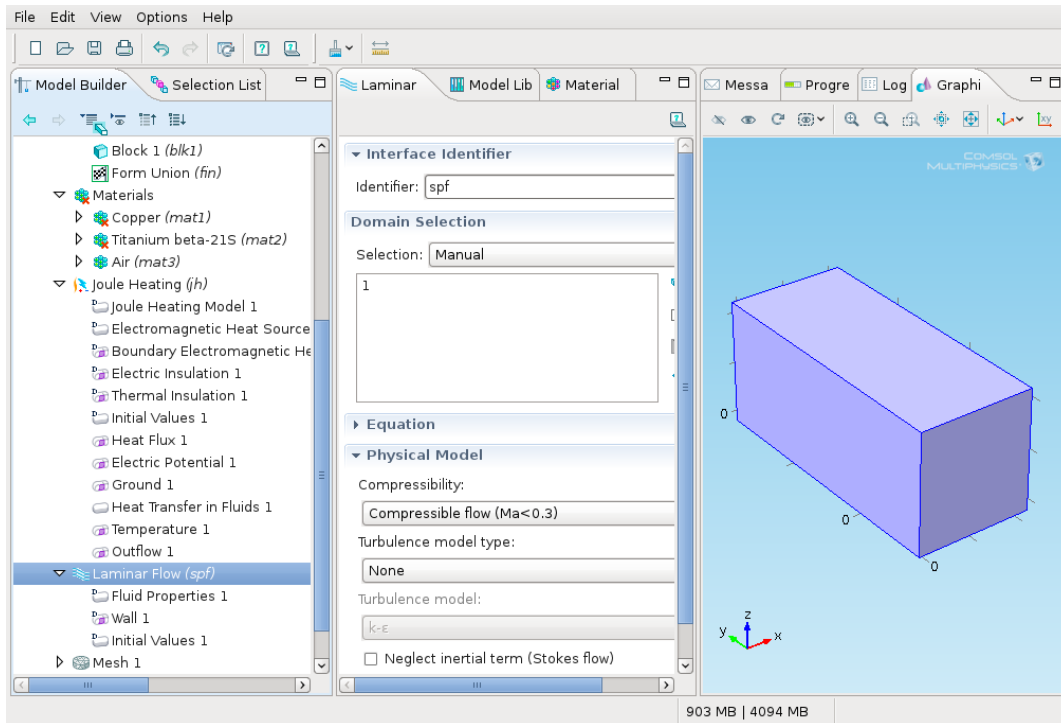 File Edit View Options Help
Model Builder Selection List
Block 1 (blk1)
Form Union (fin)
Materials
Copper (mat1)
Titanium beta-21S (mat2)
Air (mat3)
Joule Heating (jh)
Joule Heating Model 1
Electromagnetic Heat Source
Boundary Electromagnetic He
Electric Insulation 1
Thermal Insulation 1
Initial Values 1
Heat Flux 1
Electric Potential 1
Ground 1
Heat Transfer in Fluids 1
Temperature 1
Outflow 1
Laminar Flow (spf)
Fluid Properties 1
Wall 1
Initial Values 1
Mesh 1
Laminar Model Lib Material
Interface Identifier
Identifier: spf
Domain Selection
Selection: Manual
1
Equation
Physical Model
Compressibility:
Compressible flow (Ma<0.3)
Turbulence model type:
None
Turbulence model:
k-ε
Neglect inertial term (Stokes flow)
Messa Progre Log Graphi
xy
COMSOL
MULTIPHYSICS
0
0
0
z
y x
903 MB | 4094 MB